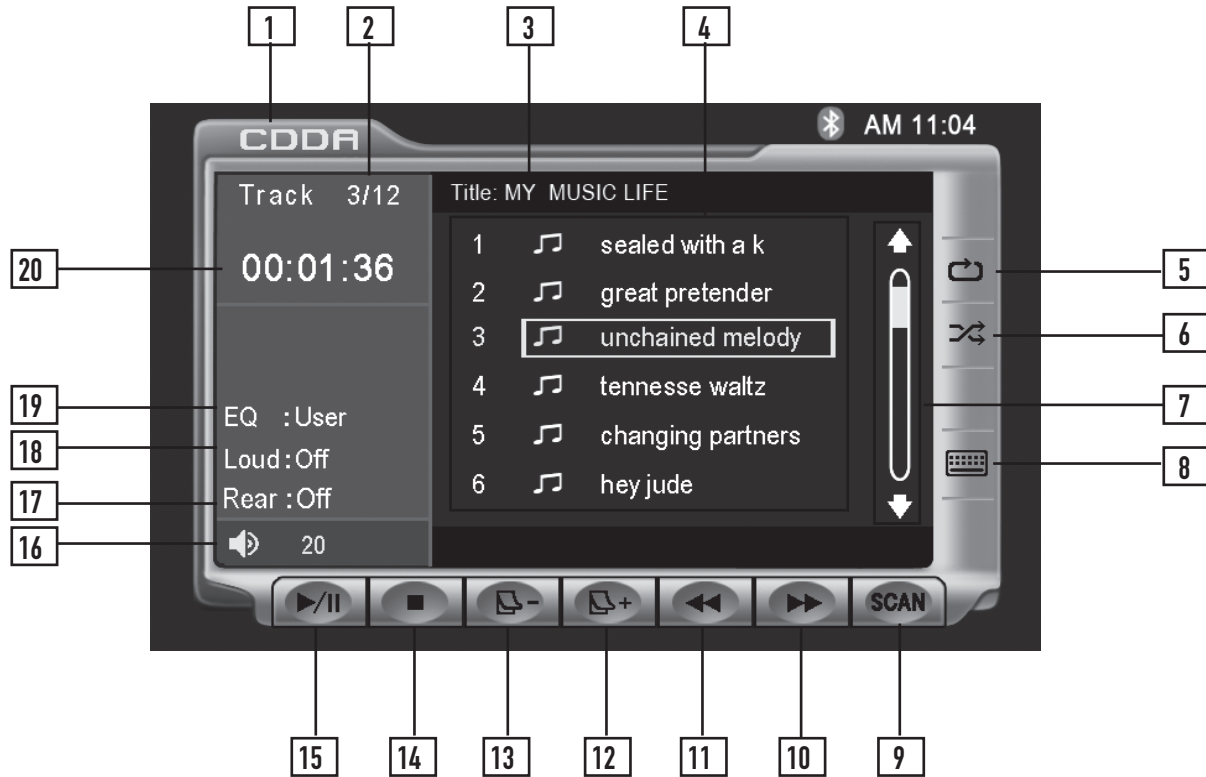 1 2 3 4
CDDA
AM 11:04
Track 3/12
00:01:36
EQ :User
Loud:Off
Rear :Off
20
Title: MY MUSIC LIFE
1 sealed with a k
2 great pretender
3 unchained melody
4 tennesse waltz
5 changing partners
6 hey jude
-
+
SCAN
5
6
7
8
20
19
18
17
16
15 14 13 12 11 10 9